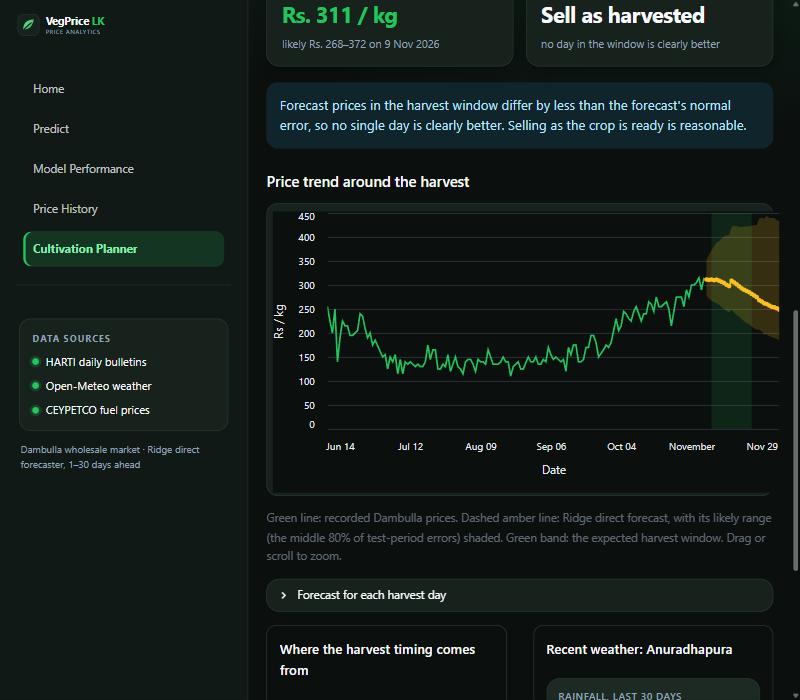 VegPrice LK
PRICE ANALYTICS
Home
Predict
Model Performance
Price History
Cultivation Planner
DATA SOURCES
HARTI daily bulletins
Open-Meteo weather
CEYPETCO fuel prices
Dambulla wholesale market · Ridge direct
forecaster, 1–30 days ahead
Rs. 311 / kg
likely Rs. 268–372 on 9 Nov 2026
Sell as harvested
no day in the window is clearly better
Forecast prices in the harvest window differ by less than the forecast's normal
error, so no single day is clearly better. Selling as the crop is ready is reasonable.
Price trend around the harvest
450
400
350
300
250
200
150
100
50
0
Rs / kg
Jun 14 Jul 12 Aug 09 Sep 06 Oct 04 November Nov 29
Date
Green line: recorded Dambulla prices. Dashed amber line: Ridge direct forecast, with its likely range
(the middle 80% of test-period errors) shaded. Green band: the expected harvest window. Drag or
scroll to zoom.
Forecast for each harvest day
Where the harvest timing comes
from
Recent weather: Anuradhapura
RAINFALL, LAST 30 DAYS